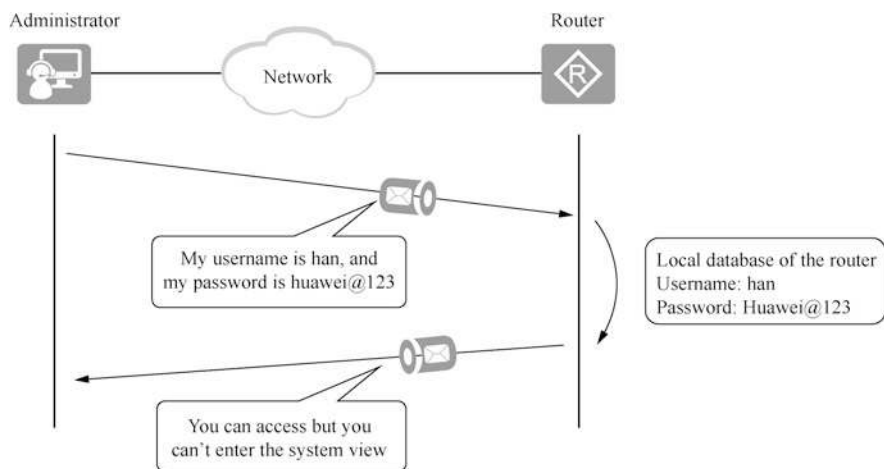 Administrator
Router
Network
R
My username is han, and
my password is huawei@123
Local database of the router
Username: han
Password: Huawei@123
You can access but you
can't enter the system view